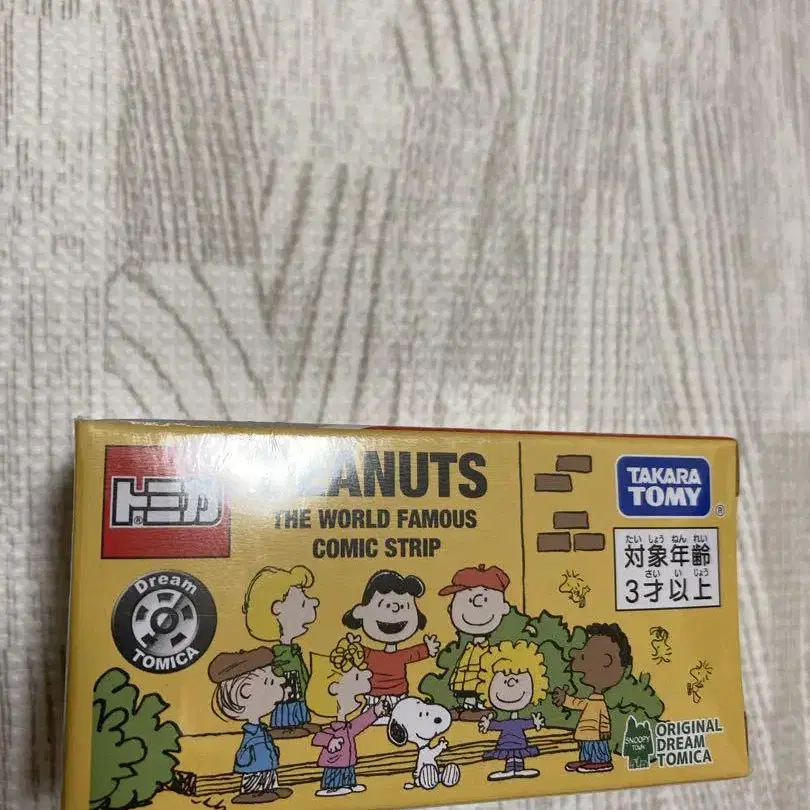 トミカ
PEANUTS
THE WORLD FAMOUS
COMIC STRIP
TAKARA
TOMY
®
たい しょう ねん れい
対象年齢
さい い じょう
3才以上
Dream
TOMICA
SNOOPY
TOWN
ORIGINAL
DREAM
TOMICA